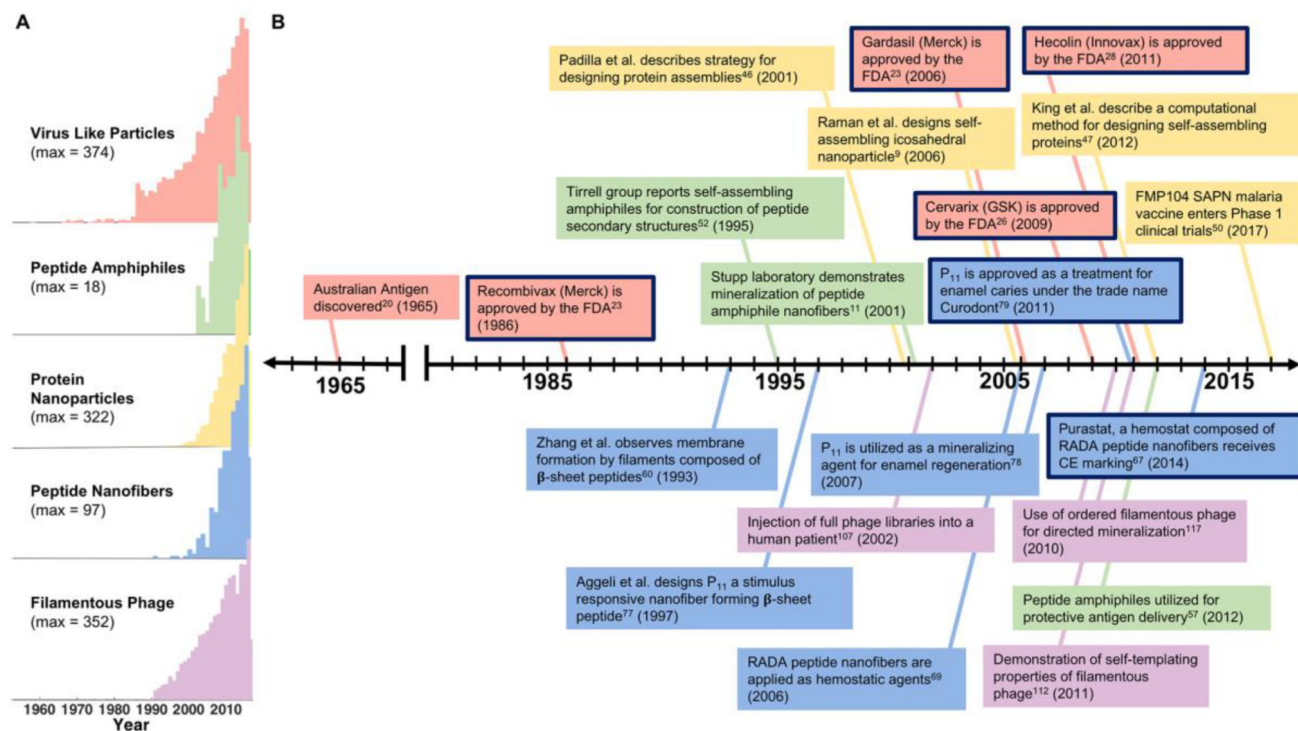 A
Virus Like Particles
(max = 374)
Peptide Amphiphiles
(max = 18)
Protein
Nanoparticles
(max = 322)
Peptide Nanofibers
(max = 97)
Filamentous Phage
(max = 352)
1960 1970 1980 1990 2000 2010
Year
B
Padilla et al. describes strategy for
designing protein assemblies⁴⁶ (2001)
Gardasil (Merck) is
approved by the
FDA²³ (2006)
Hecolin (Innovax) is approved
by the FDA²⁸ (2011)
Raman et al. designs self-
assembling icosahedral
nanoparticle⁹ (2006)
King et al. describe a computational
method for designing self-assembling
proteins⁴⁷ (2012)
Tirrell group reports self-assembling
amphiphiles for construction of peptide
secondary structures⁵² (1995)
Cervarix (GSK) is approved
by the FDA²⁶ (2009)
FMP104 SAPN malaria
vaccine enters Phase 1
clinical trials⁵⁰ (2017)
Australian Antigen
discovered²⁰ (1965)
Recombivax (Merck) is
approved by the FDA²³
(1986)
Stupp laboratory demonstrates
mineralization of peptide
amphiphile nanofibers¹¹ (2001)
P₁₁ is approved as a treatment for
enamel caries under the trade name
Curodont⁷⁹ (2011)
1965 1985 1995 2005 2015
Zhang et al. observes membrane
formation by filaments composed of
β-sheet peptides⁶⁰ (1993)
P₁₁ is utilized as a mineralizing
agent for enamel regeneration⁷⁸
(2007)
Purastat, a hemostat composed of
RADA peptide nanofibers receives
CE marking⁶⁷ (2014)
Injection of full phage libraries into a
human patient¹⁰⁷ (2002)
Use of ordered filamentous phage
for directed mineralization¹¹⁷
(2010)
Aggeli et al. designs P₁₁ a stimulus
responsive nanofiber forming β-sheet
peptide⁷⁷ (1997)
Peptide amphiphiles utilized for
protective antigen delivery⁵⁷ (2012)
RADA peptide nanofibers are
applied as hemostatic agents⁶⁹
(2006)
Demonstration of self-templating
properties of filamentous
phage¹¹² (2011)